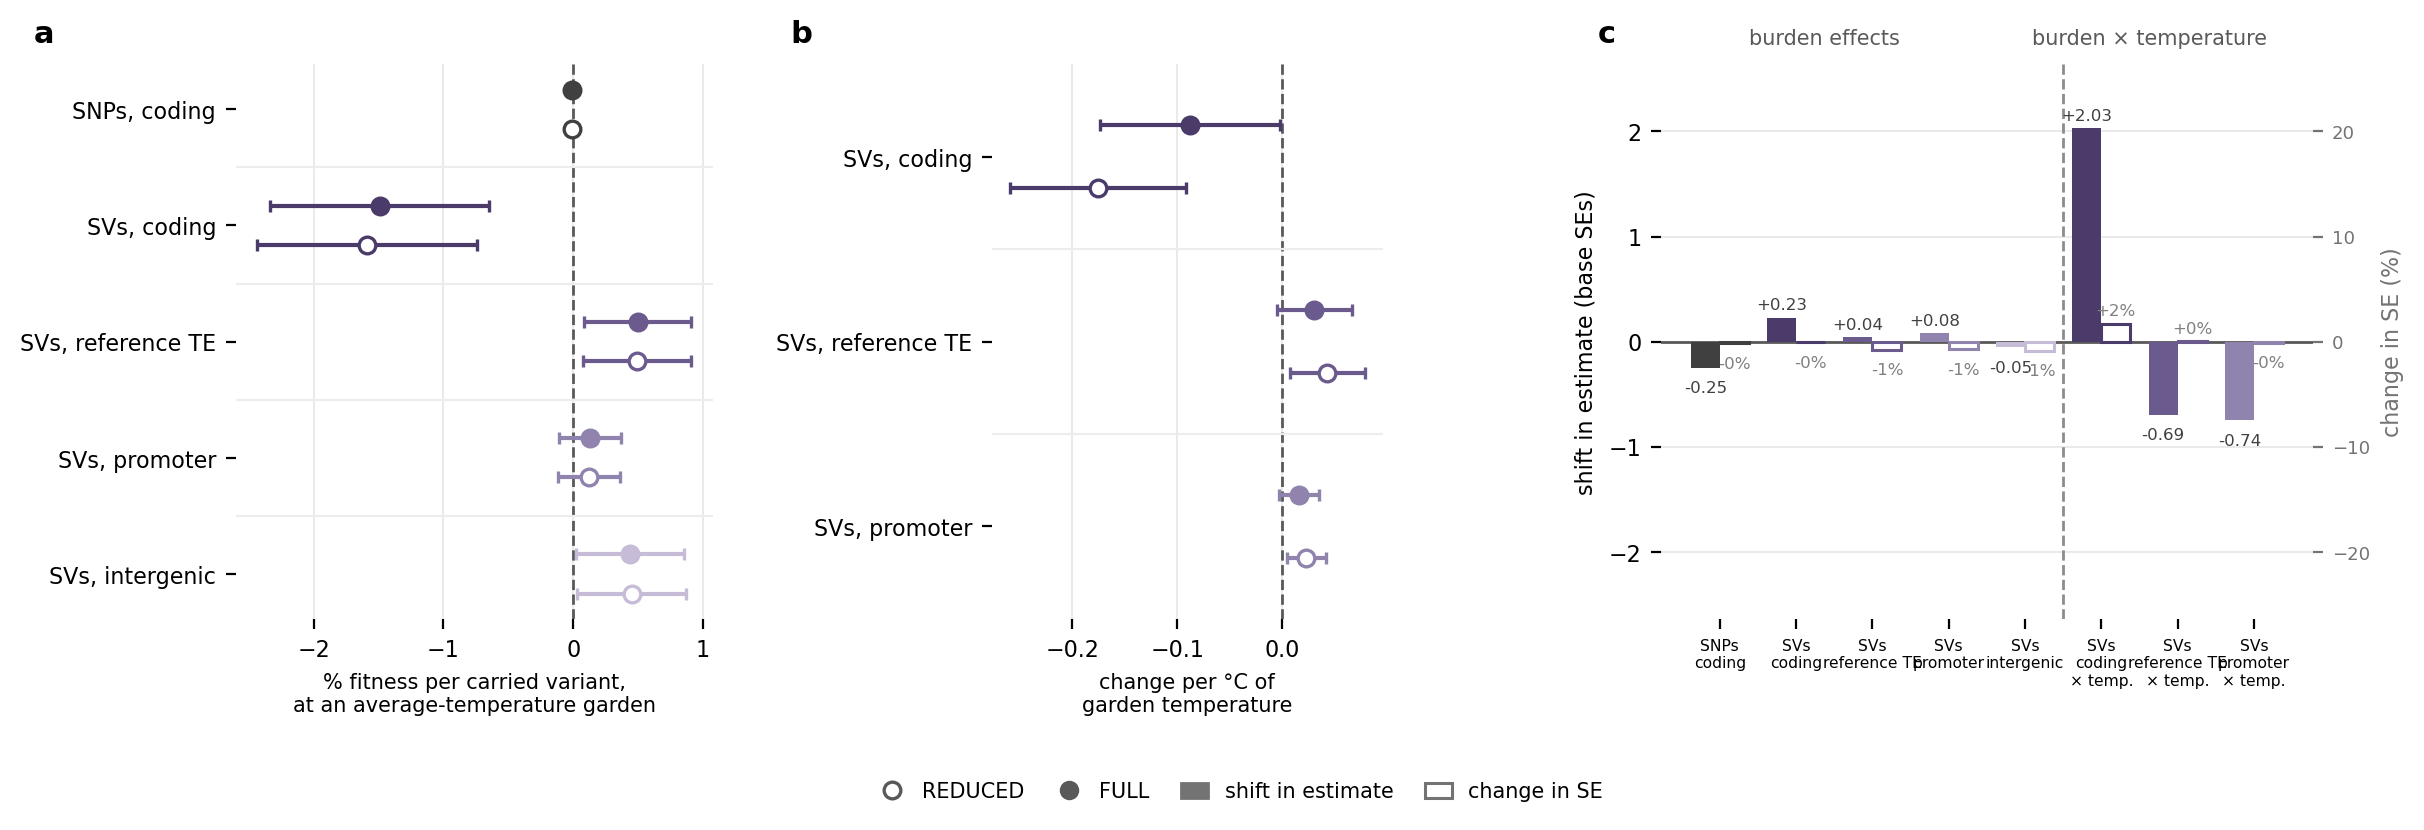 a
SNPs, coding
SVs, coding
SVs, reference TE
SVs, promoter
SVs, intergenic
−2
−1
0
1
% fitness per carried variant,
at an average-temperature garden
b
SVs, coding
SVs, reference TE
SVs, promoter
−0.2
−0.1
0.0
change per °C of
garden temperature
c
burden effects
burden × temperature
shift in estimate (base SEs)
2
1
0
−1
−2
-0.25
-0%
+0.23
-0%
+0.04
-1%
+0.08
-1%
-0.05
-1%
+2.03
+2%
-0.69
+0%
-0.74
-0%
20
10
0
−10
−20
change in SE (%)
SNPs
coding
SVs
coding
SVs
reference TE
SVs
promoter
SVs
intergenic
SVs
coding
× temp.
SVs
reference TE
× temp.
SVs
promoter
× temp.
REDUCED
FULL
shift in estimate
change in SE